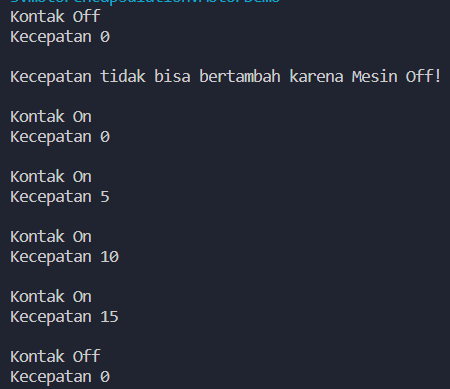 Kontak Off
Kecepatan 0
Kecepatan tidak bisa bertambah karena Mesin Off!
Kontak On
Kecepatan 0
Kontak On
Kecepatan 5
Kontak On
Kecepatan 10
Kontak On
Kecepatan 15
Kontak Off
Kecepatan 0